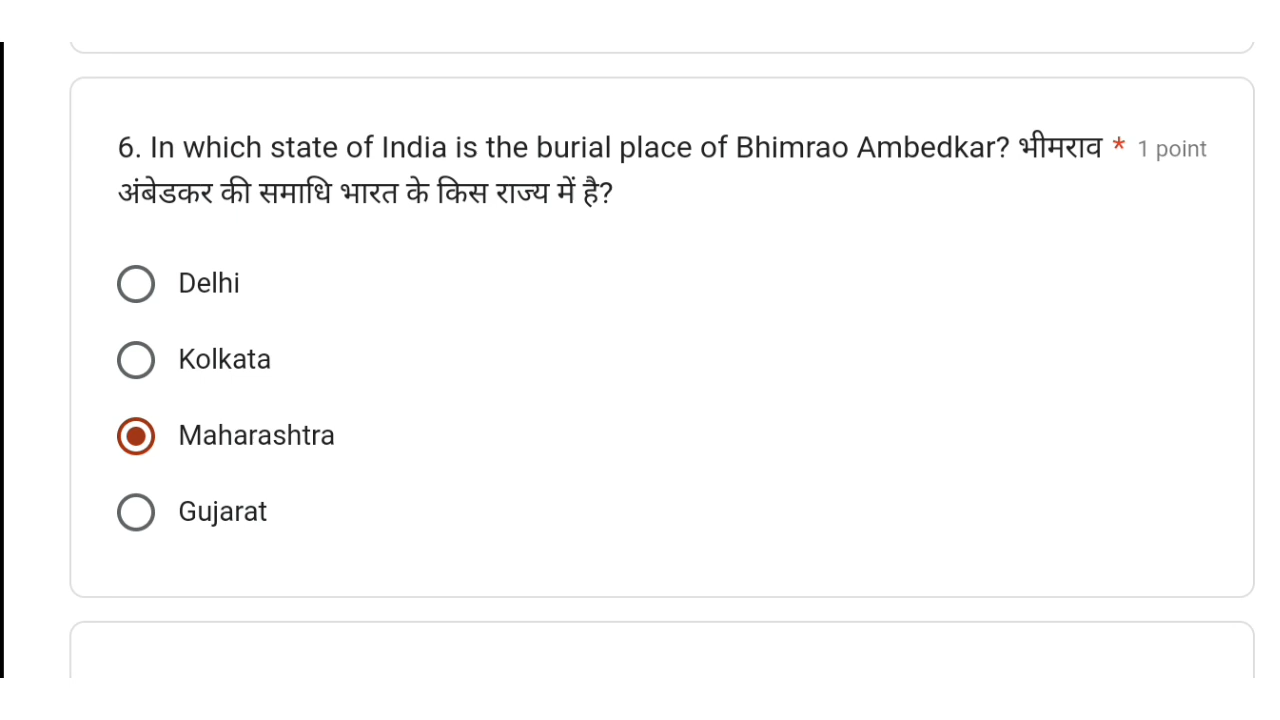 6. In which state of India is the burial place of Bhimrao Ambedkar? भीमराव * 1 point
अंबेडकर की समाधि भारत के किस राज्य में है?
Delhi
Kolkata
Maharashtra
Gujarat